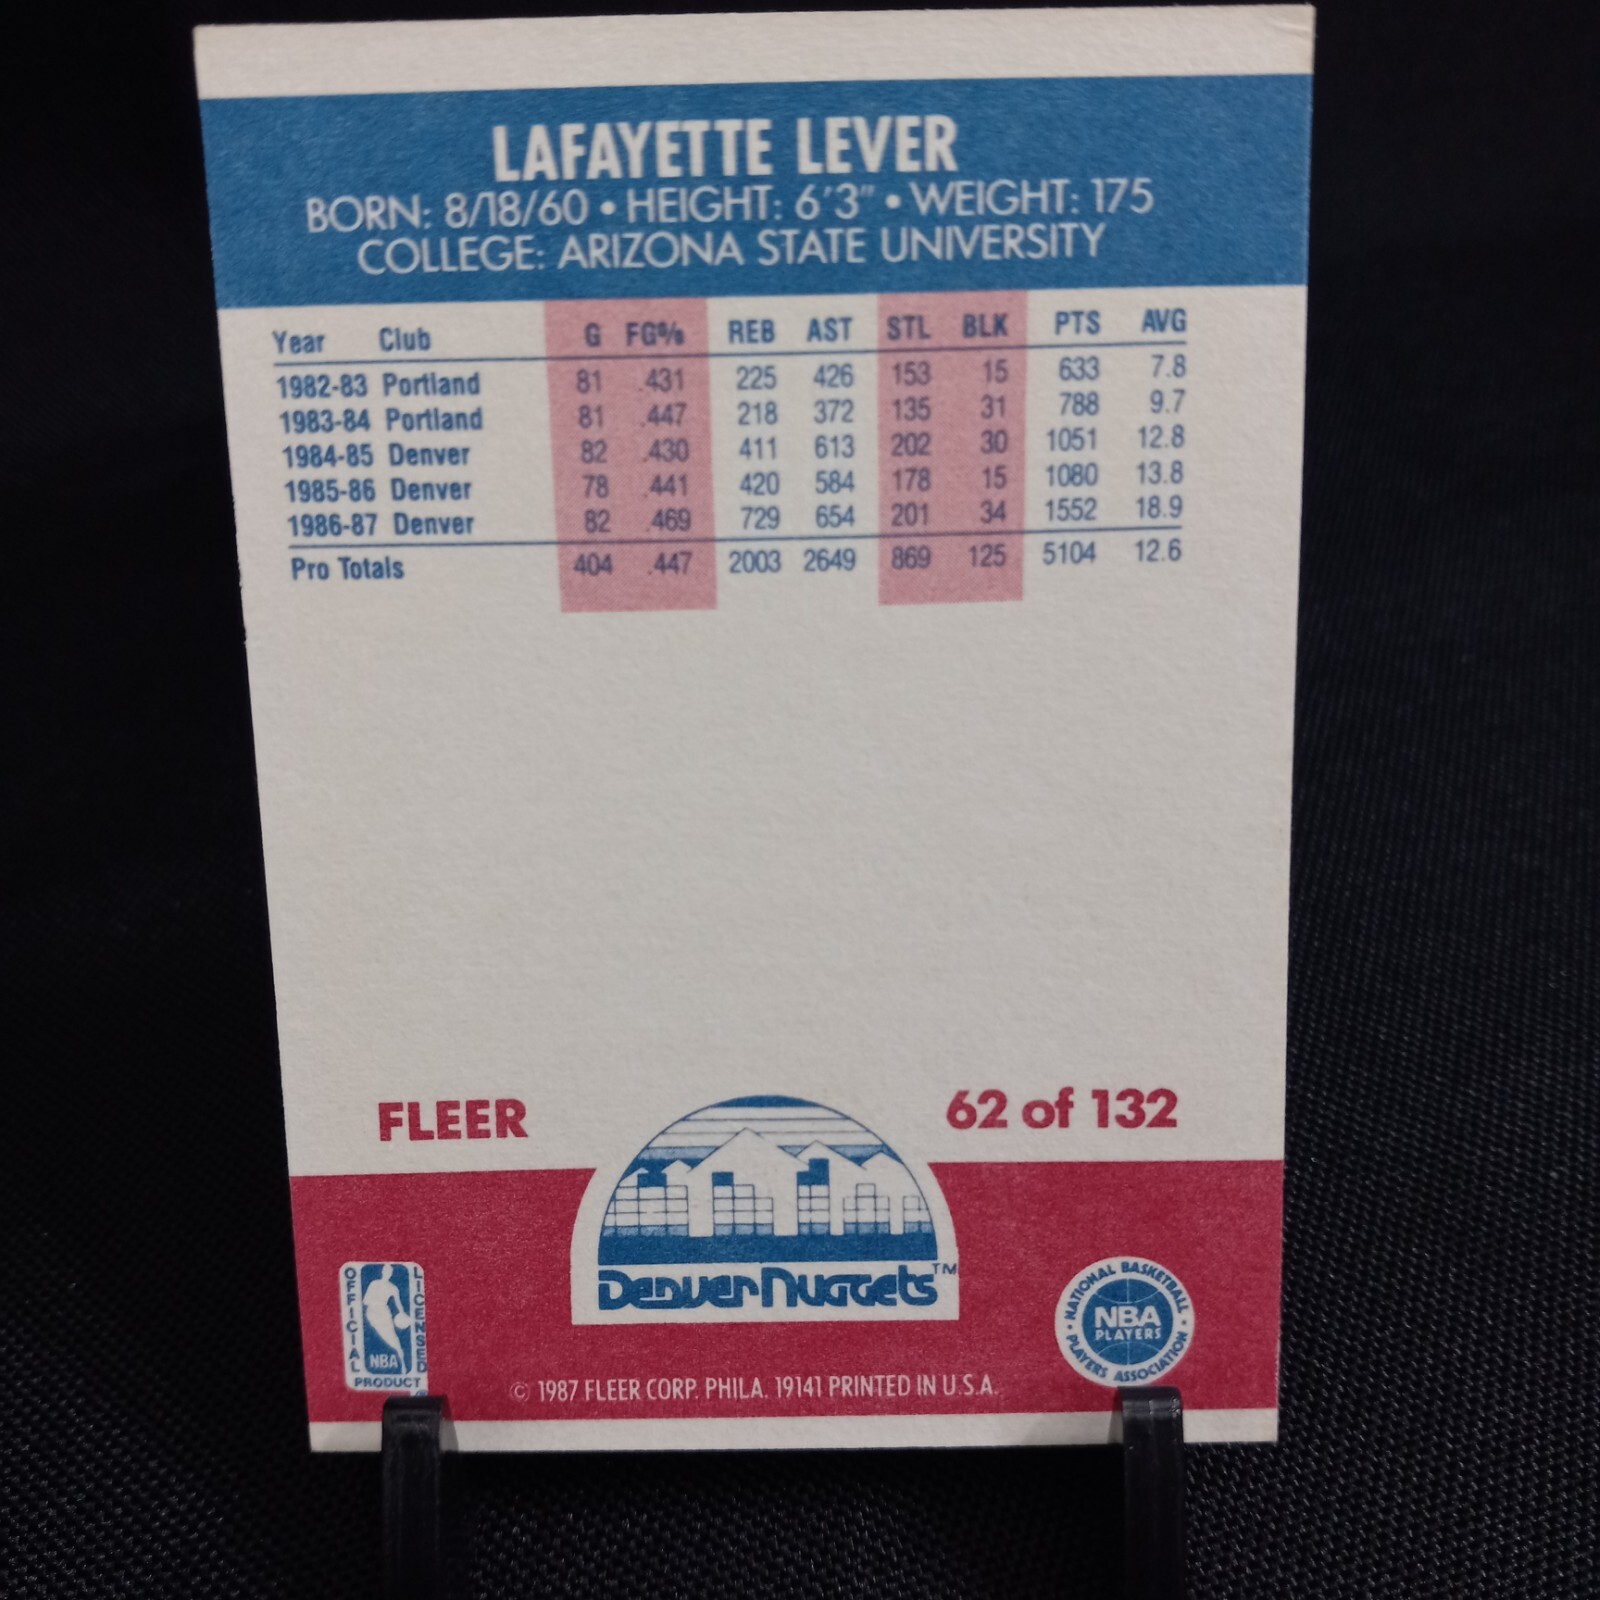 LAFAYETTE LEVER
BORN: 8/18/60 • HEIGHT: 6'3" • WEIGHT: 175
COLLEGE: ARIZONA STATE UNIVERSITY
Year Club G FG% REB AST STL BLK PTS AVG
1982-83 Portland 81 .431 225 426 153 15 633 7.8
1983-84 Portland 81 .447 218 372 135 31 788 9.7
1984-85 Denver 82 .430 411 613 202 30 1051 12.8
1985-86 Denver 78 .441 420 584 178 15 1080 13.8
1986-87 Denver 82 .469 729 654 201 34 1552 18.9
Pro Totals 404 .447 2003 2649 869 125 5104 12.6
FLEER
62 of 132
Denver Nuggets™
OFFICIAL LICENSED
NBA
PRODUCT ®
NATIONAL BASKETBALL
NBA
PLAYERS
PLAYERS ASSOCIATION
© 1987 FLEER CORP. PHILA. 19141 PRINTED IN U.S.A.